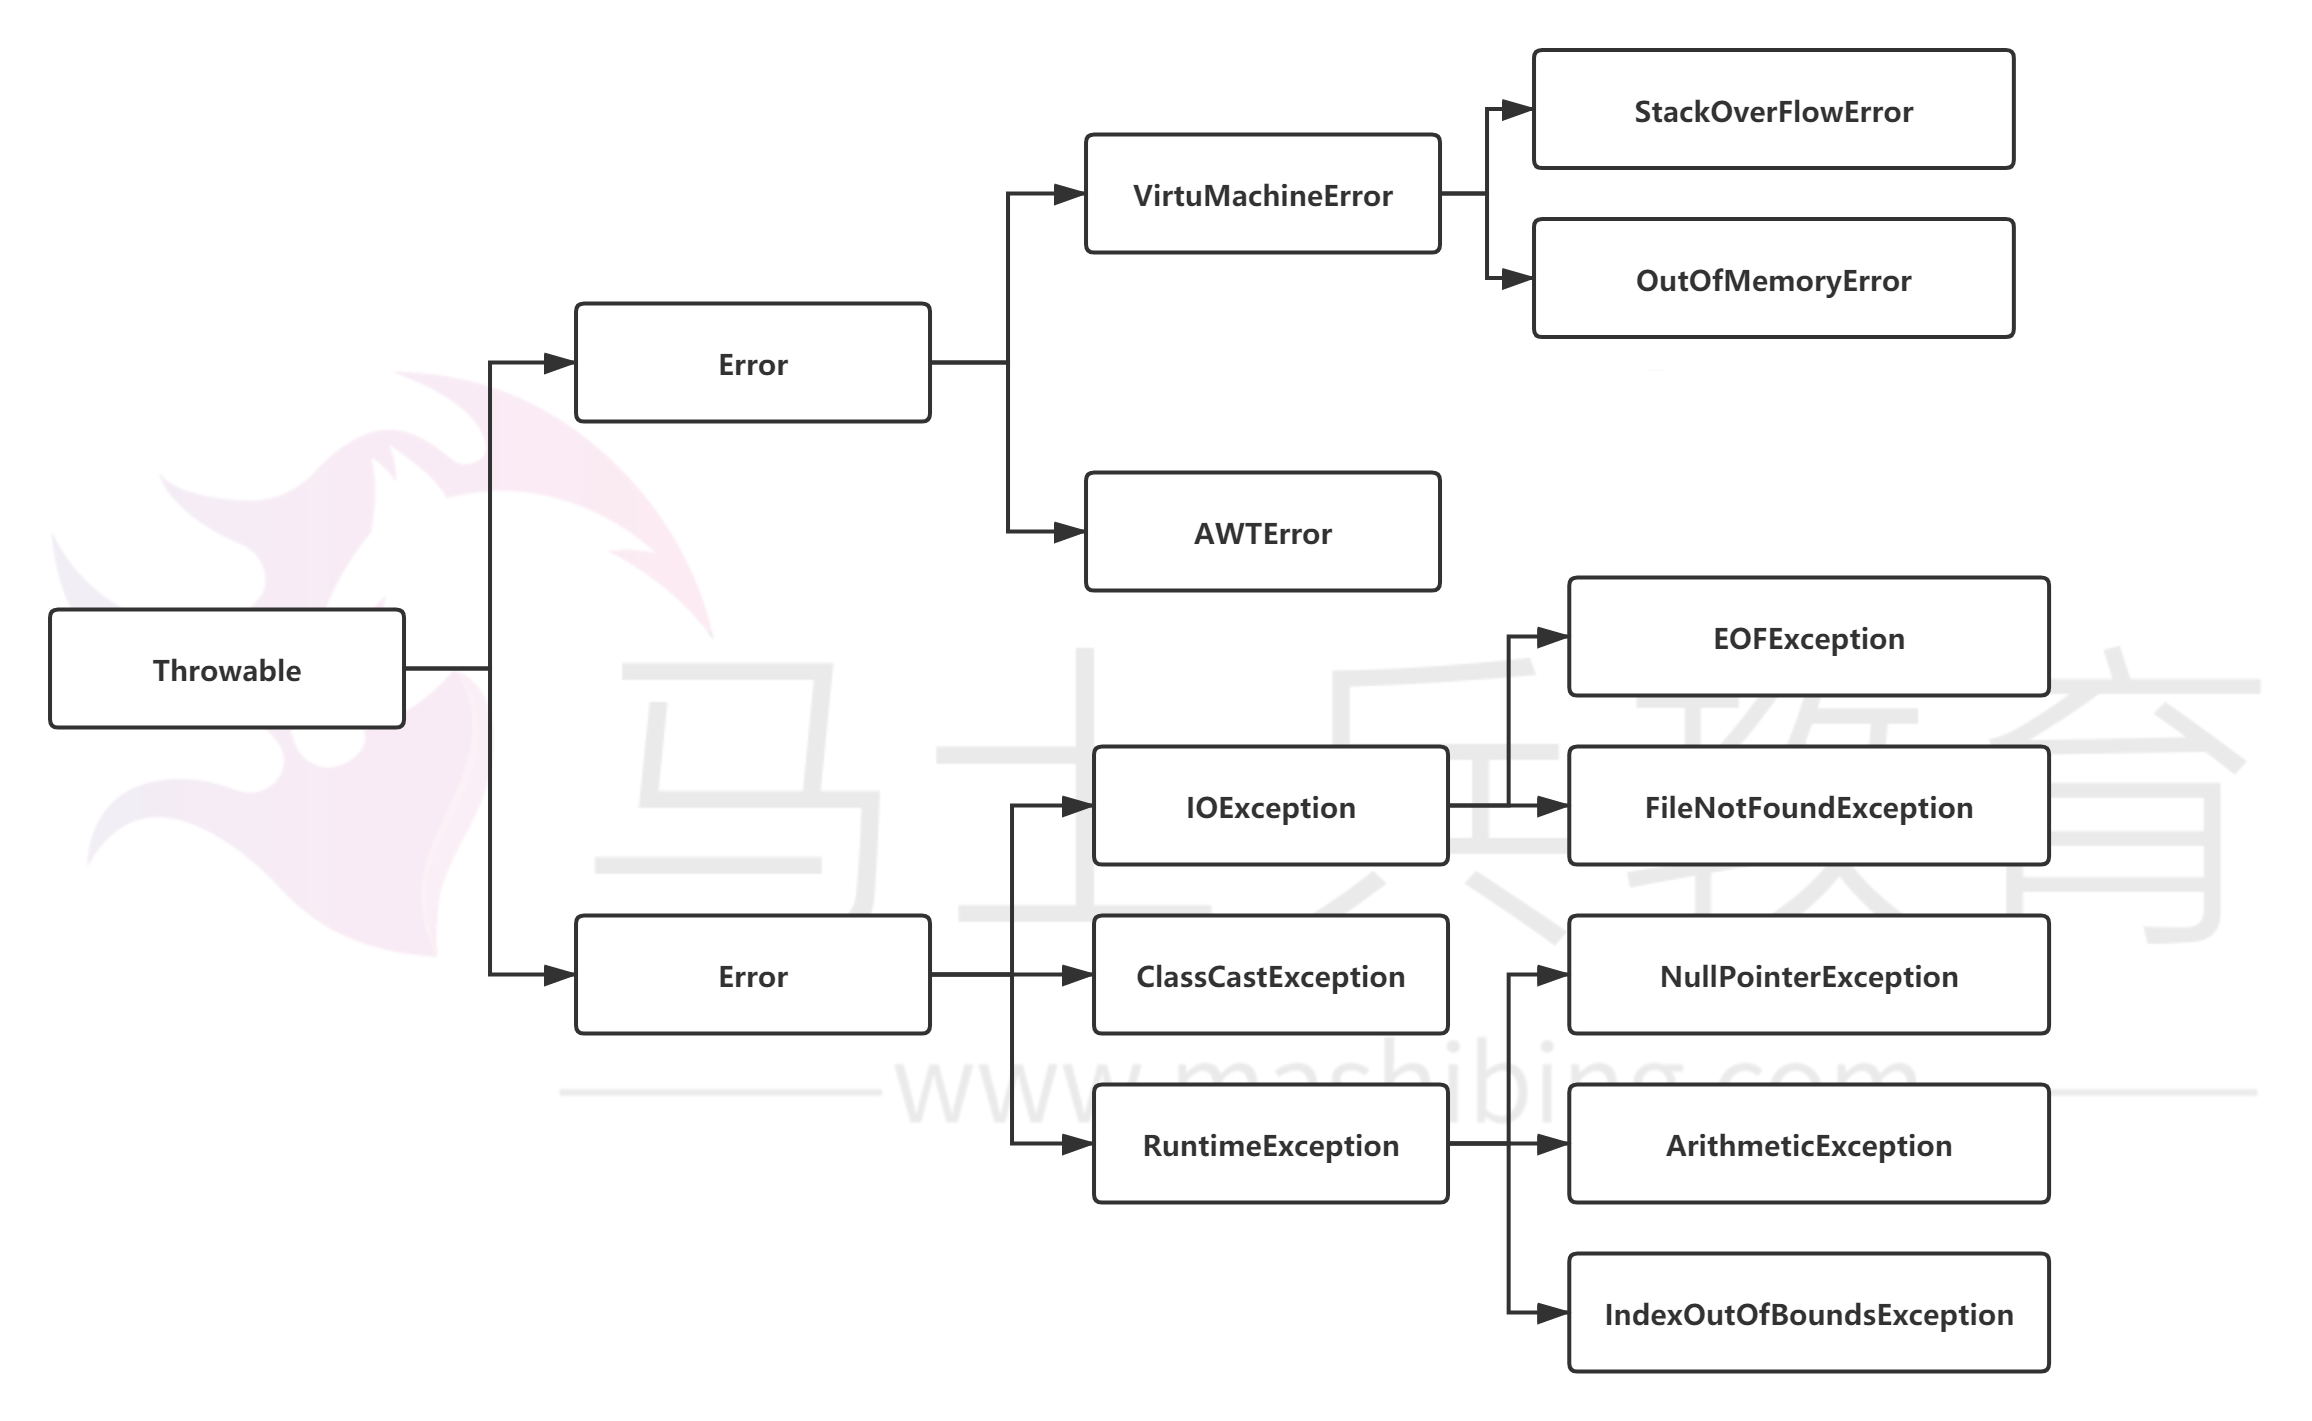 StackOverFlowError
VirtuMachineError
OutOfMemoryError
Error
AWTError
EOFException
Throwable
马士兵教育
IOException
FileNotFoundException
Error
ClassCastException
NullPointerException
www.mashibing.com
RuntimeException
ArithmeticException
IndexOutOfBoundsException